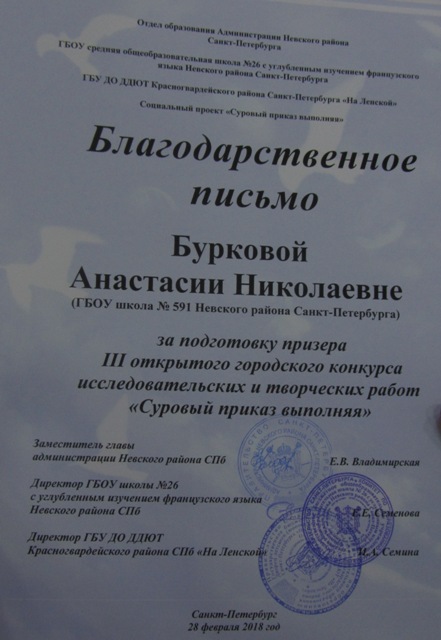 Отдел образования Администрации Невского района
Санкт-Петербурга
ГБОУ средняя общеобразовательная школа №26 с углубленным изучением французского
языка Невского района Санкт-Петербурга
ГБУ ДО ДДЮТ Красногвардейского района Санкт-Петербурга «На Ленской»
Социальный проект «Суровый приказ выполняя»
Благодарственное
письмо
Бурковой
Анастасии Николаевне
(ГБОУ школа № 591 Невского района Санкт-Петербурга)
за подготовку призера
III открытого городского конкурса
исследовательских и творческих работ
«Суровый приказ выполняя»
Заместитель главы
администрации Невского района СПб Е.В. Владимирская
Директор ГБОУ школы №26
с углубленным изучением французского языка
Невского района СПб Е.Е. Семенова
Директор ГБУ ДО ДДЮТ
Красногвардейского района СПб «На Ленской» И.А. Семина
Санкт-Петербург
28 февраля 2018 год